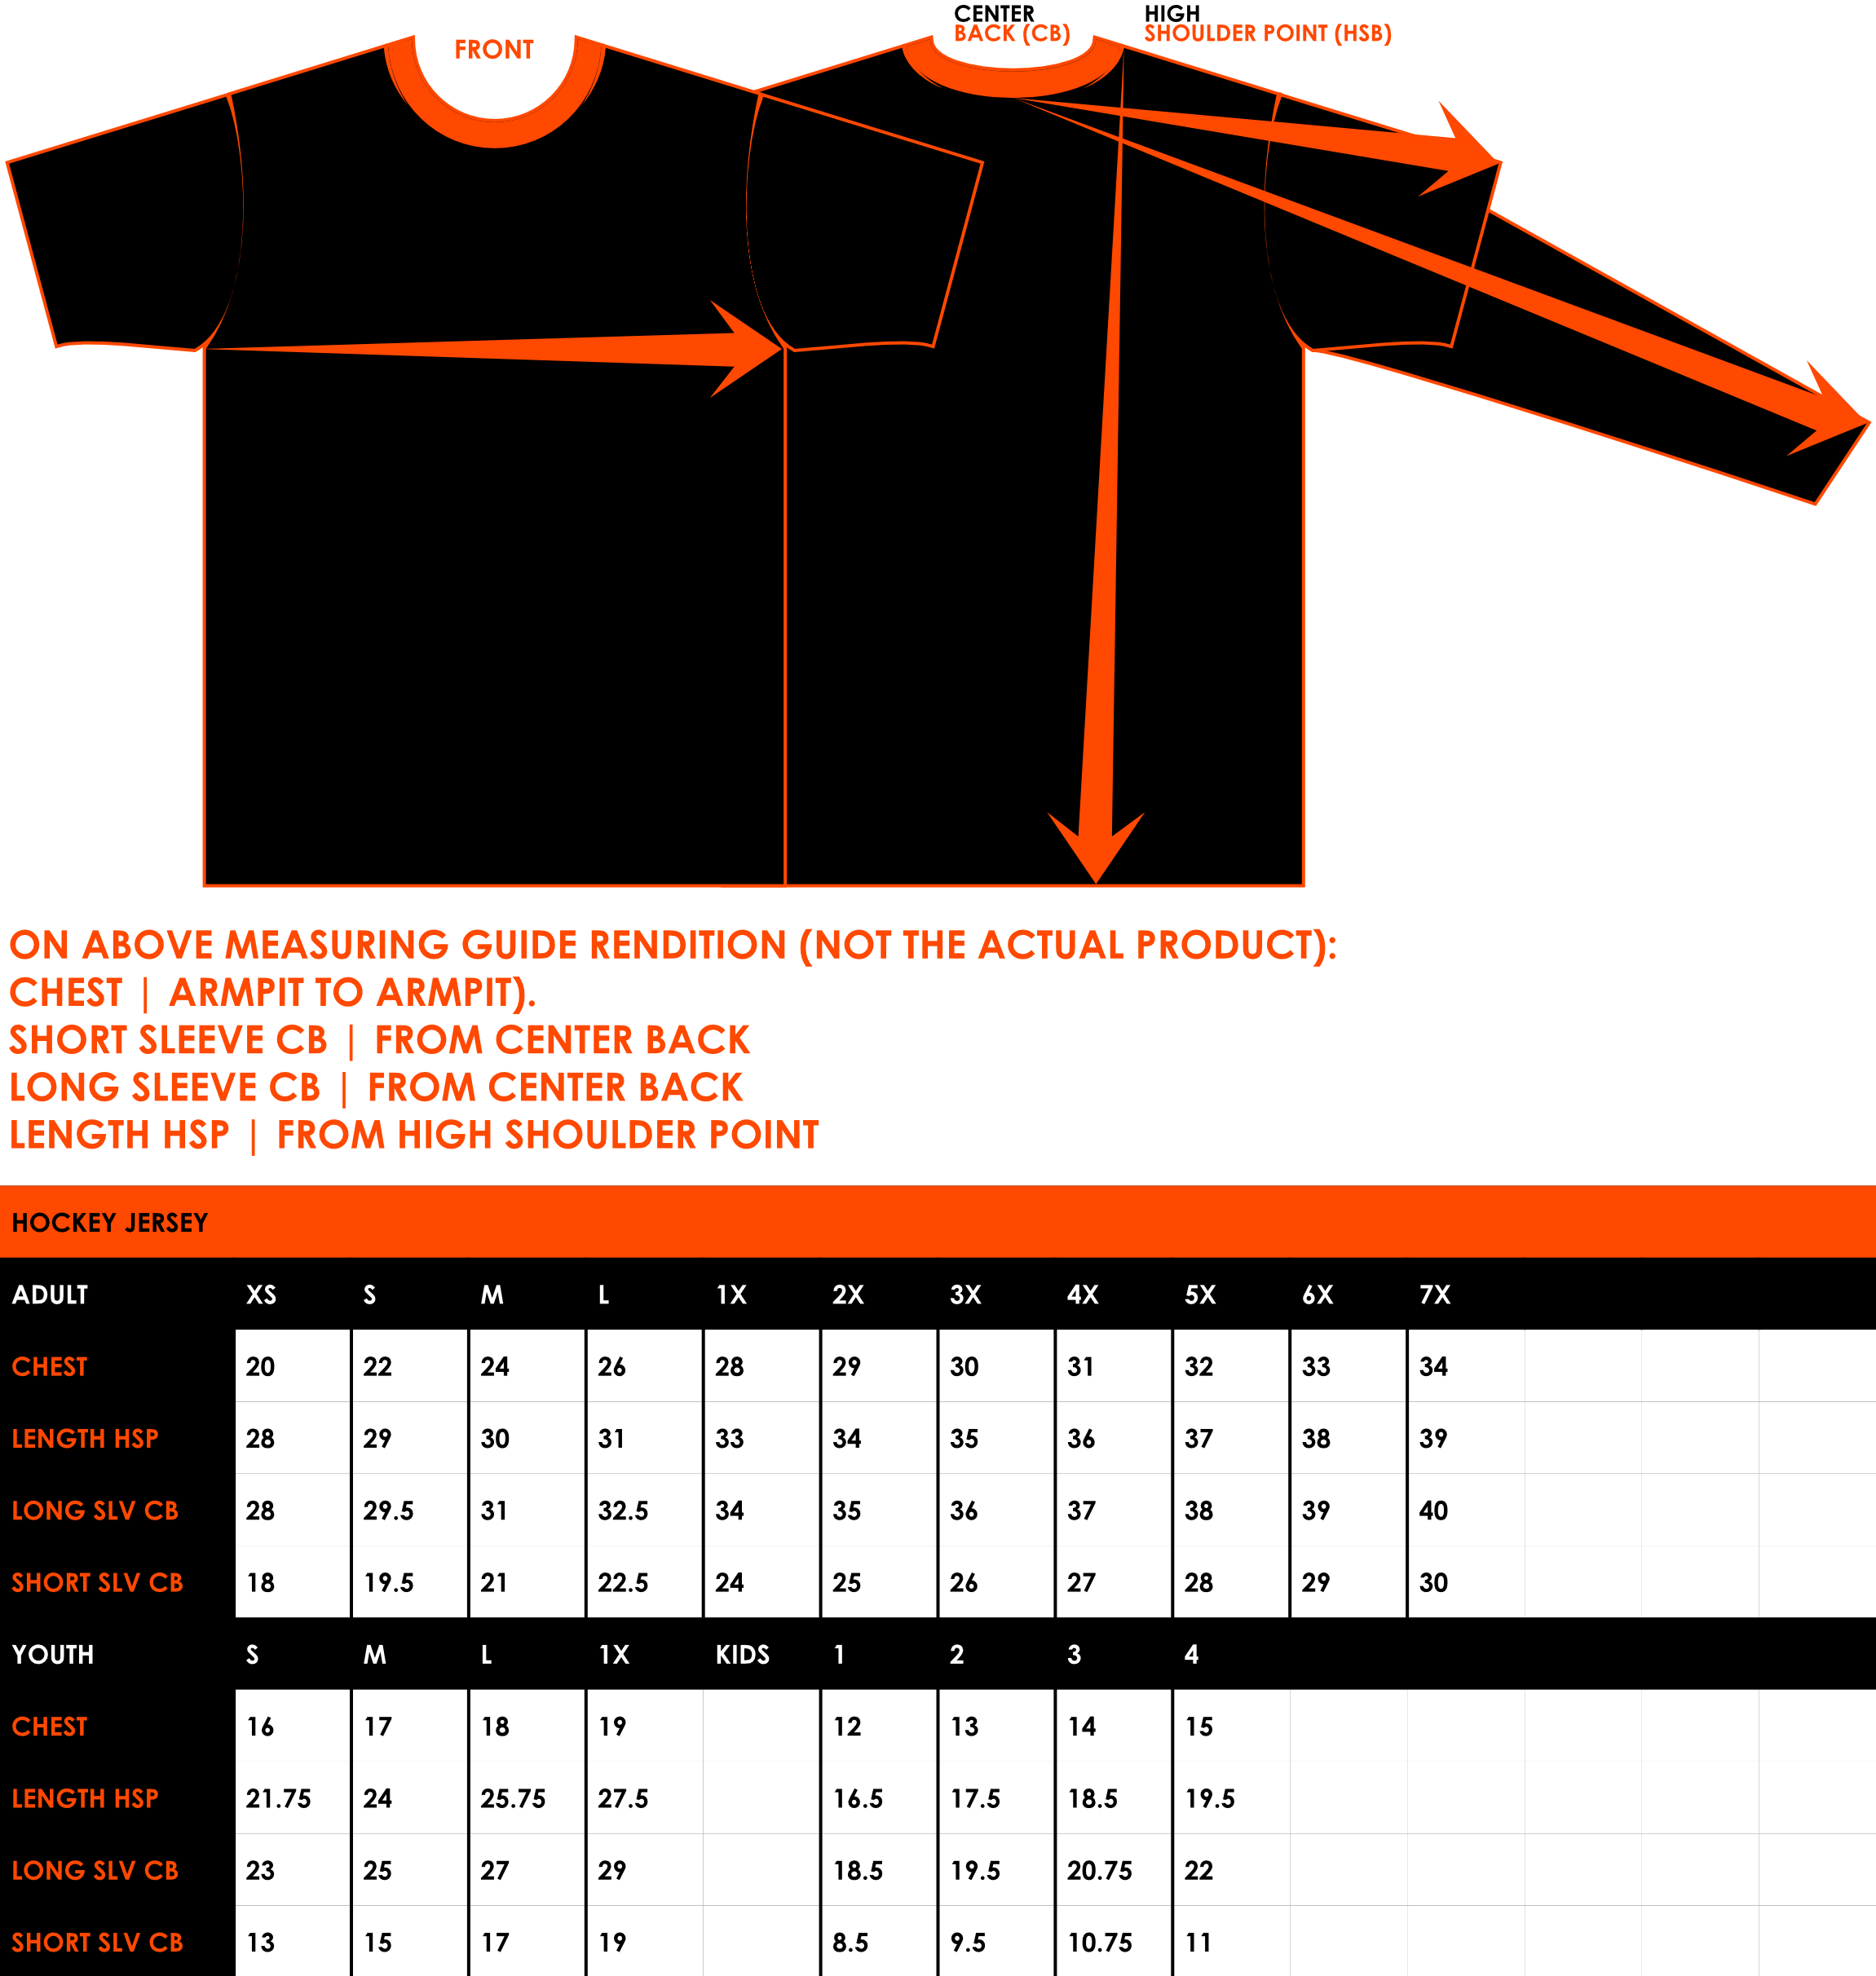 FRONT
CENTER
BACK (CB)
HIGH
SHOULDER POINT (HSB)
ON ABOVE MEASURING GUIDE RENDITION (NOT THE ACTUAL PRODUCT):
CHEST | ARMPIT TO ARMPIT).
SHORT SLEEVE CB | FROM CENTER BACK
LONG SLEEVE CB | FROM CENTER BACK
LENGTH HSP | FROM HIGH SHOULDER POINT
HOCKEY JERSEY
ADULT XS S M L 1X 2X 3X 4X 5X 6X 7X
CHEST 20 22 24 26 28 29 30 31 32 33 34
LENGTH HSP 28 29 30 31 33 34 35 36 37 38 39
LONG SLV CB 28 29.5 31 32.5 34 35 36 37 38 39 40
SHORT SLV CB 18 19.5 21 22.5 24 25 26 27 28 29 30
YOUTH S M L 1X KIDS 1 2 3 4
CHEST 16 17 18 19 12 13 14 15
LENGTH HSP 21.75 24 25.75 27.5 16.5 17.5 18.5 19.5
LONG SLV CB 23 25 27 29 18.5 19.5 20.75 22
SHORT SLV CB 13 15 17 19 8.5 9.5 10.75 11